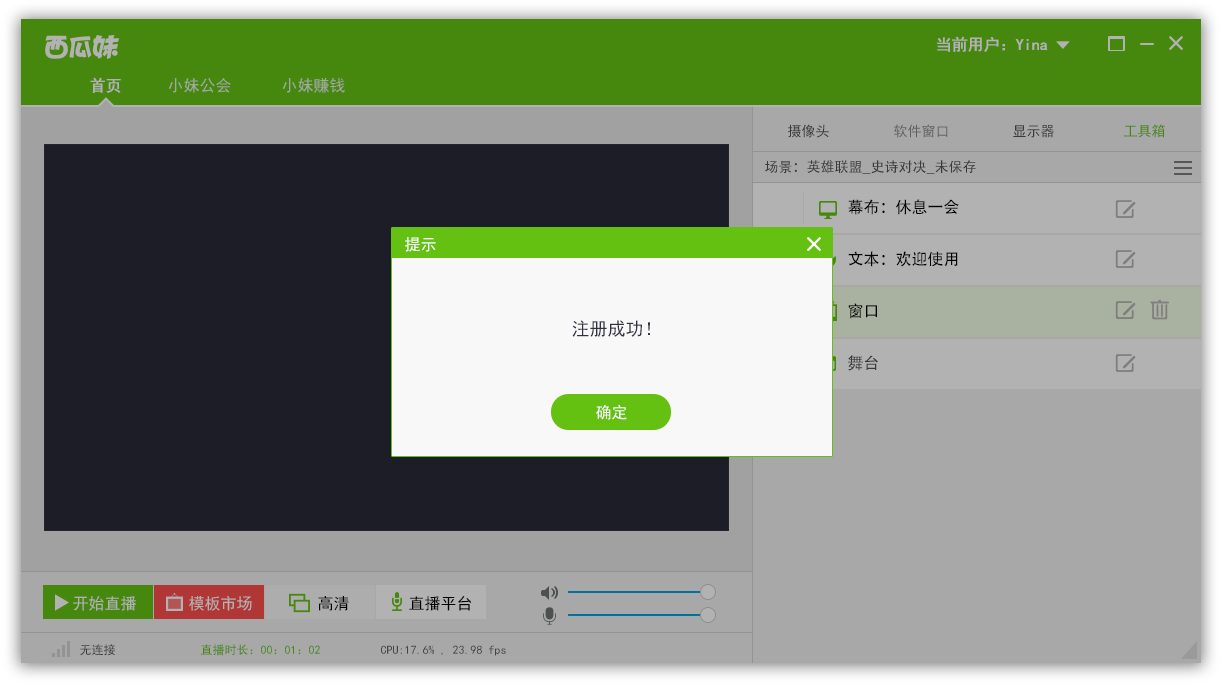 西瓜妹
当前用户：Yina
首页 小妹公会 小妹赚钱
摄像头 软件窗口 显示器 工具箱
场景：英雄联盟_史诗对决_未保存
幕布：休息一会
提示
文本：欢迎使用
窗口
注册成功！
舞台
确定
开始直播 模板市场 高清 直播平台
无连接 直播时长：00：01：02 CPU:17.6% , 23.98 fps